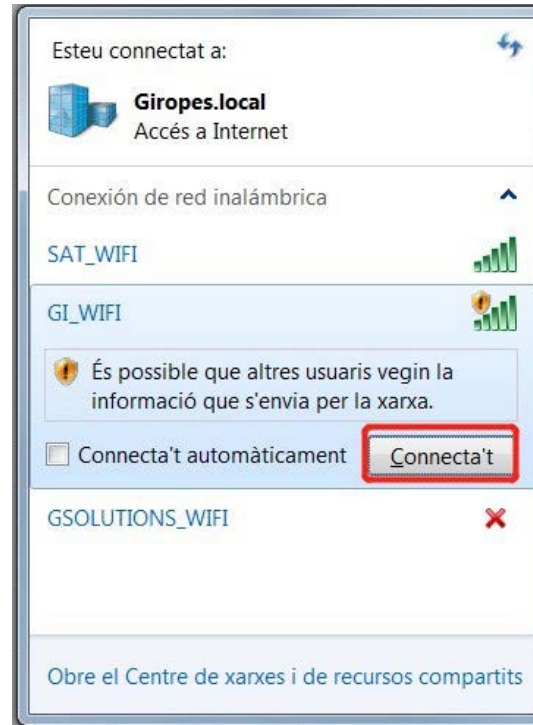 Esteu connectat a:
Giropes.local
Accés a Internet
Conexión de red inalámbrica
SAT_WIFI
GI_WIFI
És possible que altres usuaris vegin la
informació que s'envia per la xarxa.
Connecta't automàticament
Connecta't
GSOLUTIONS_WIFI
Obre el Centre de xarxes i de recursos compartits